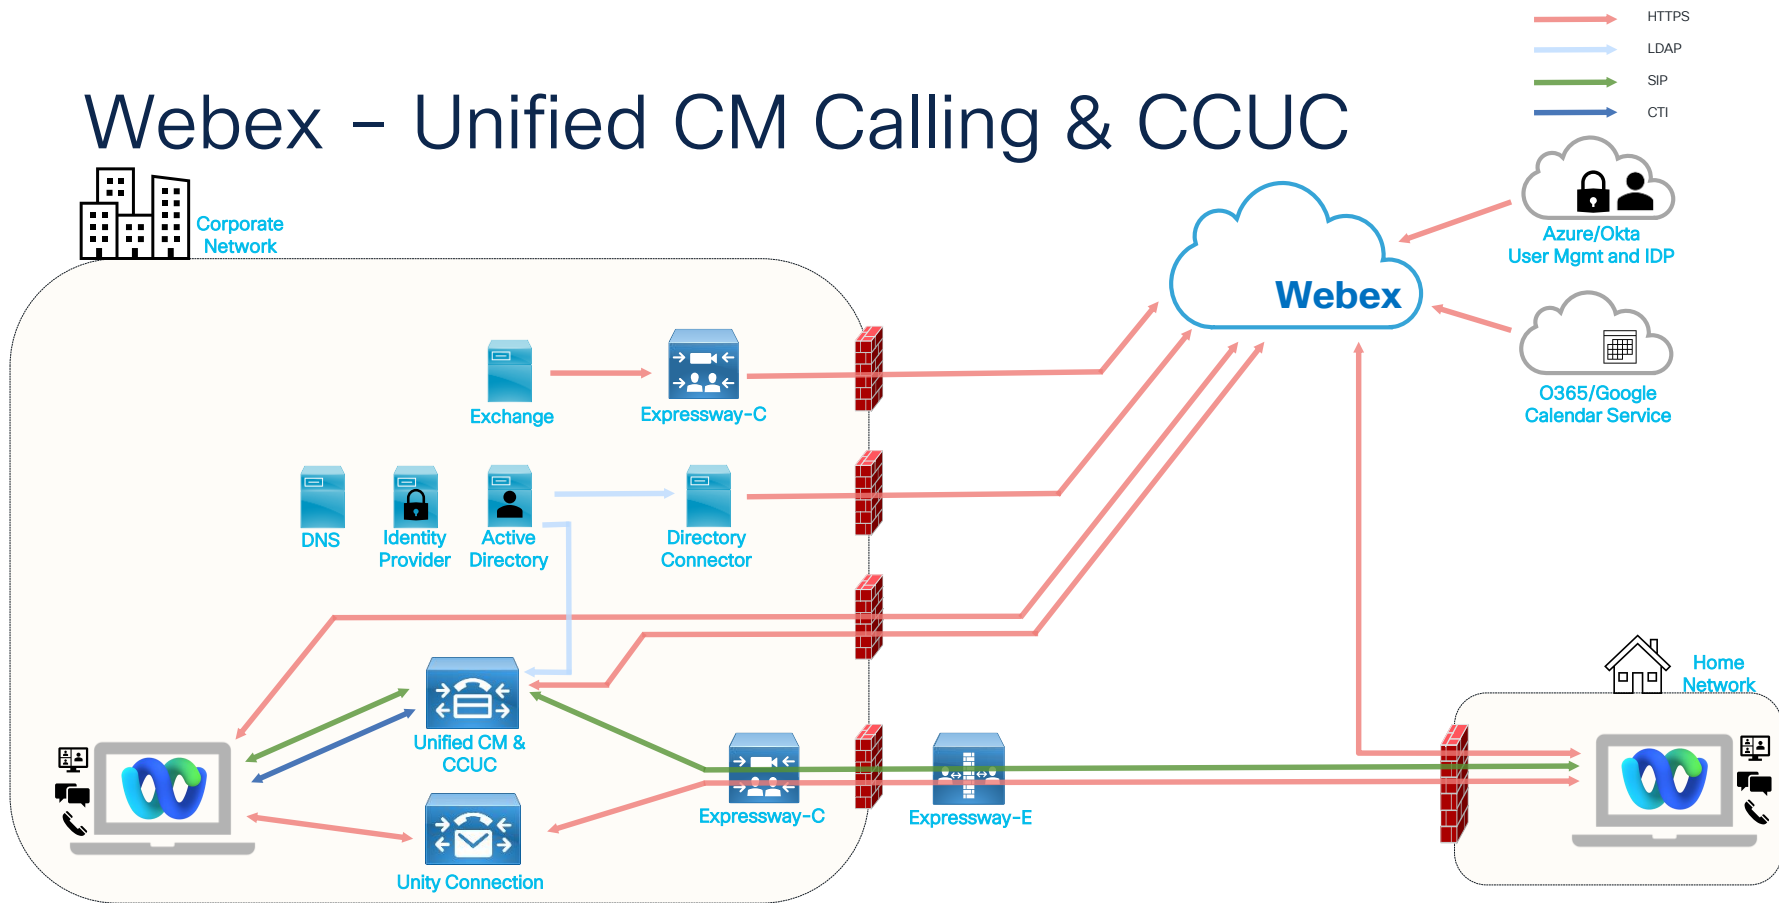 HTTPS
LDAP
SIP
CTI
Webex – Unified CM Calling & CCUC
Corporate
Network
Webex
Azure/Okta
User Mgmt and IDP
O365/Google
Calendar Service
Exchange
Expressway-C
DNS
Identity
Provider
Active
Directory
Directory
Connector
Unified CM &
CCUC
Unity Connection
Expressway-C
Expressway-E
Home
Network